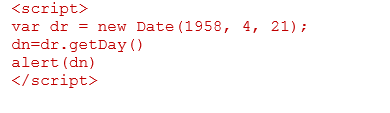 <script>
var dr = new Date(1958, 4, 21);
dn=dr.getDay()
alert(dn)
</script>